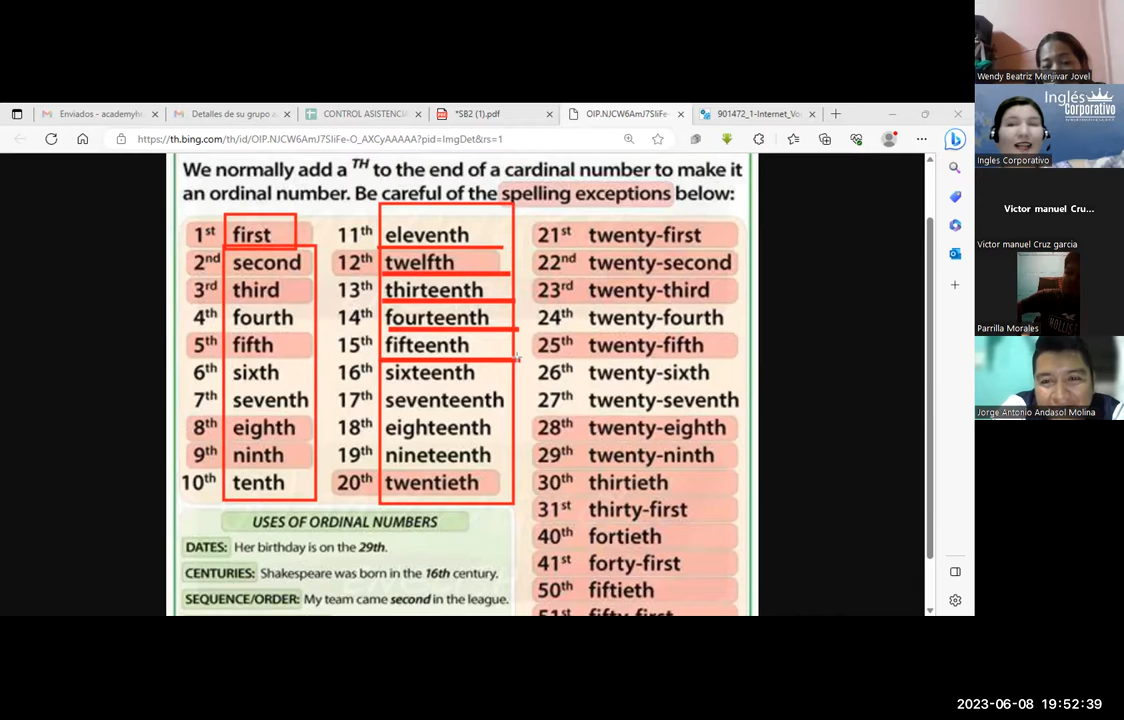 Enviados - academyh
Detalles de su grupo
CONTROL ASISTENCI
*SB2 (1).pdf
OIP.NJCW6AmJ7SIiFe-
901472_1-Internet_Vo
https://th.bing.com/th/id/OIP.NJCW6AmJ7SIiFe-O_AXCyAAAAA?pid=ImgDet&rs=1
We normally add a TH to the end of a cardinal number to make it
an ordinal number. Be careful of the spelling exceptions below:
1st first
2nd second
3rd third
4th fourth
5th fifth
6th sixth
7th seventh
8th eighth
9th ninth
10th tenth
11th eleventh
12th twelfth
13th thirteenth
14th fourteenth
15th fifteenth
16th sixteenth
17th seventeenth
18th eighteenth
19th nineteenth
20th twentieth
21st twenty-first
22nd twenty-second
23rd twenty-third
24th twenty-fourth
25th twenty-fifth
26th twenty-sixth
27th twenty-seventh
28th twenty-eighth
29th twenty-ninth
30th thirtieth
31st thirty-first
40th fortieth
41st forty-first
50th fiftieth
51st fifty-first
USES OF ORDINAL NUMBERS
DATES: Her birthday is on the 29th.
CENTURIES: Shakespeare was born in the 16th century.
SEQUENCE/ORDER: My team came second in the league.
Wendy Beatriz Menjivar Jovel
Inglés
Corporativo
Ingles Corporativo
Victor manuel Cru...
Victor manuel Cruz garcia
HOLLIST
Parrilla Morales
Jorge Antonio Andasol Molina
2023-06-08 19:52:39